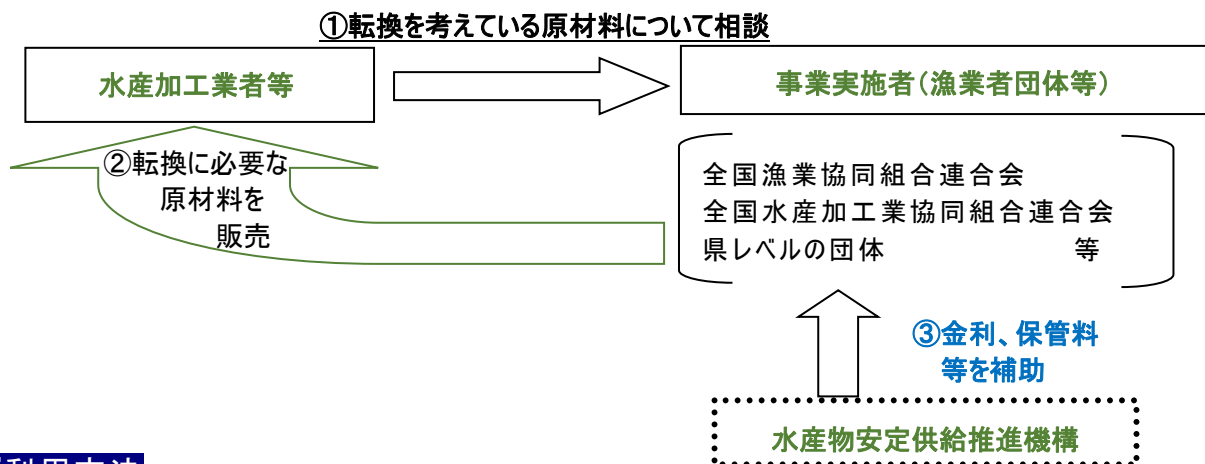 ①転換を考えている原材料について相談
水産加工業者等
事業実施者(漁業者団体等)
②転換に必要な
原材料を
販売
全国漁業協同組合連合会
全国水産加工業協同組合連合会
県レベルの団体 等
③金利、保管料
等を補助
水産物安定供給推進機構
利用方法